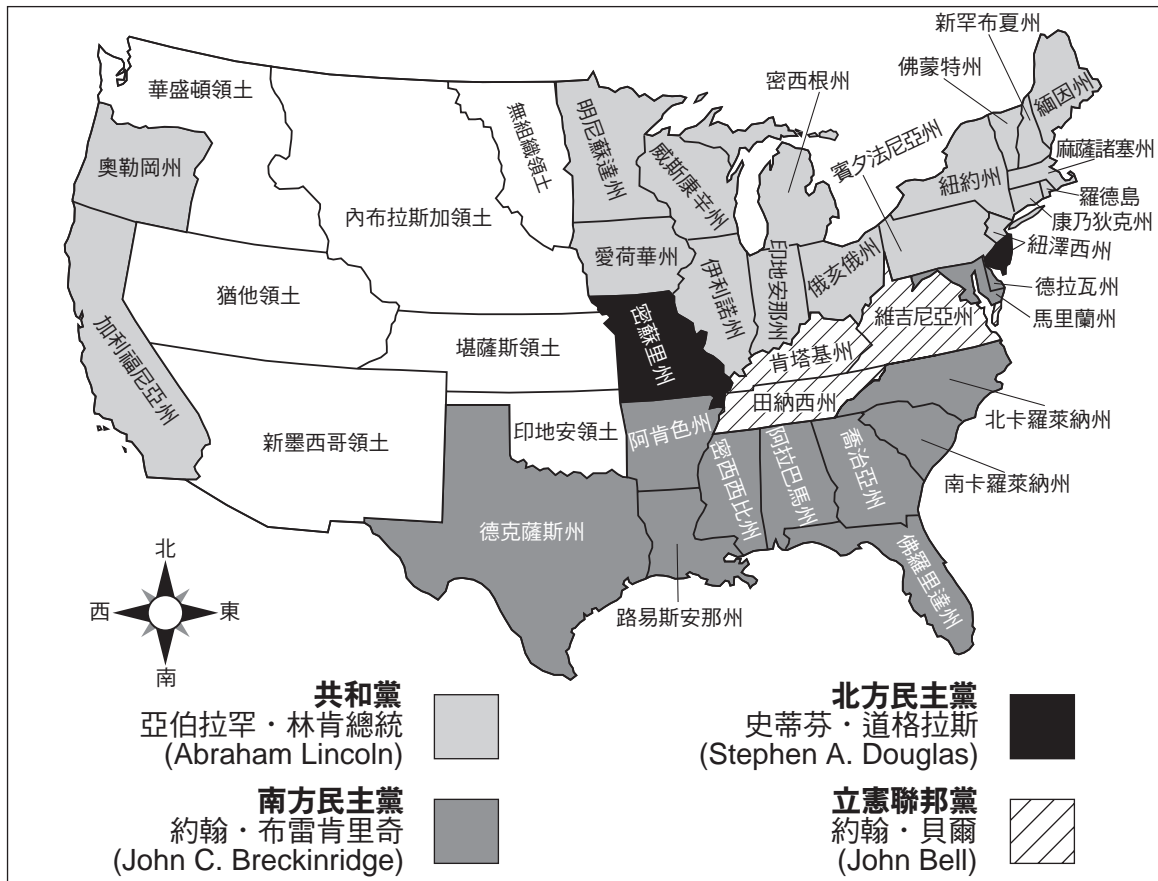 新罕布夏州
佛蒙特州
緬因州
密西根州
華盛頓領土
無組織領土
明尼蘇達州
威斯康辛州
賓夕法尼亞州
麻薩諸塞州
奧勒岡州
紐約州
羅德島
康乃狄克州
內布拉斯加領土
愛荷華州
伊利諾州
印地安那州
俄亥俄州
紐澤西州
猶他領土
德拉瓦州
馬里蘭州
維吉尼亞州
加利福尼亞州
堪薩斯領土
密蘇里州
肯塔基州
田納西州
新墨西哥領土
印地安領土
阿肯色州
北卡羅萊納州
密西西比州
阿拉巴馬州
喬治亞州
南卡羅萊納州
德克薩斯州
佛羅里達州
路易斯安那州
北
西
東
南
共和黨
亞伯拉罕・林肯總統
(Abraham Lincoln)
北方民主黨
史蒂芬・道格拉斯
(Stephen A. Douglas)
南方民主黨
約翰・布雷肯里奇
(John C. Breckinridge)
立憲聯邦黨
約翰・貝爾
(John Bell)